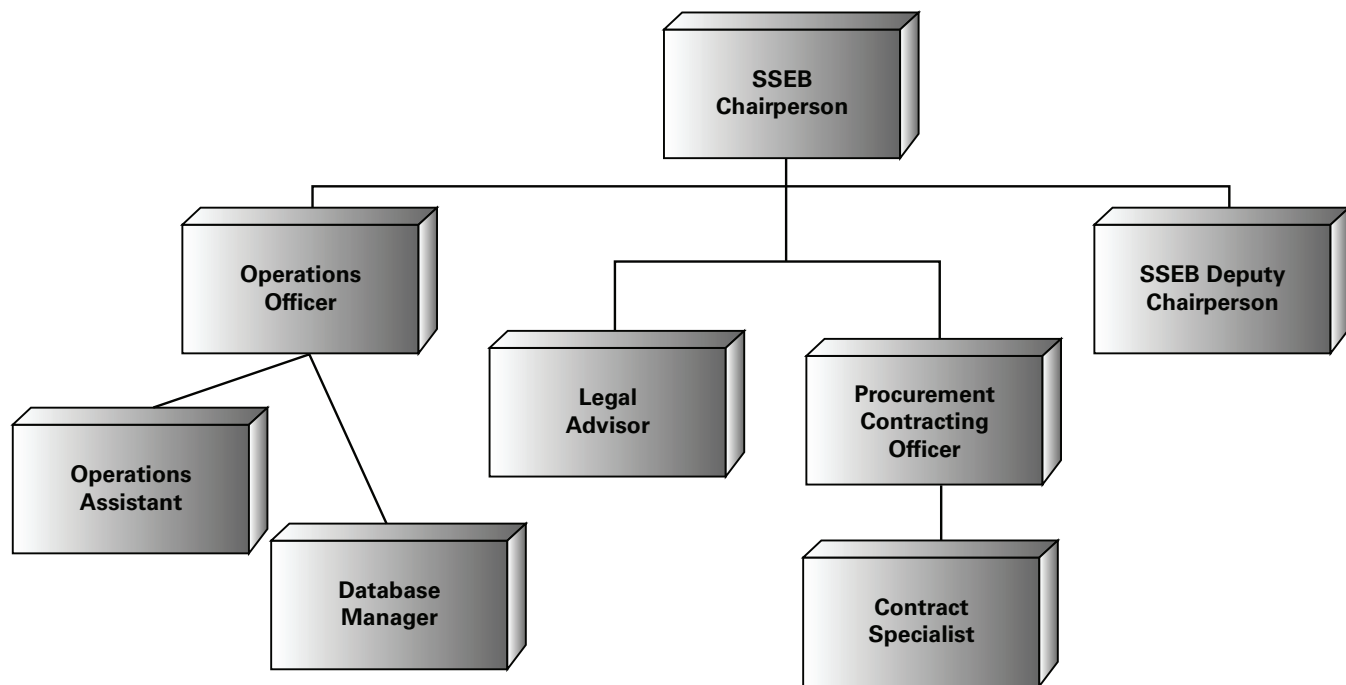 SSEB
Chairperson
Operations
Officer
SSEB Deputy
Chairperson
Legal
Advisor
Procurement
Contracting
Officer
Operations
Assistant
Database
Manager
Contract
Specialist